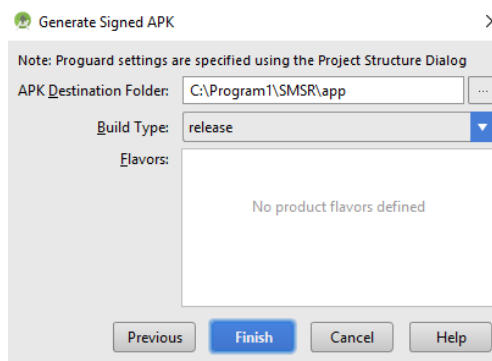 Generate Signed APK
Note: Proguard settings are specified using the Project Structure Dialog
APK Destination Folder: C:\Program1\SMSR\app ...
Build Type: release
Flavors:
No product flavors defined
Previous Finish Cancel Help